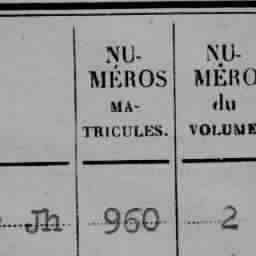 NU-
MÉROS
MA-
TRICULES.
NU-
MÉRO
du
VOLUME
Jh 960 2